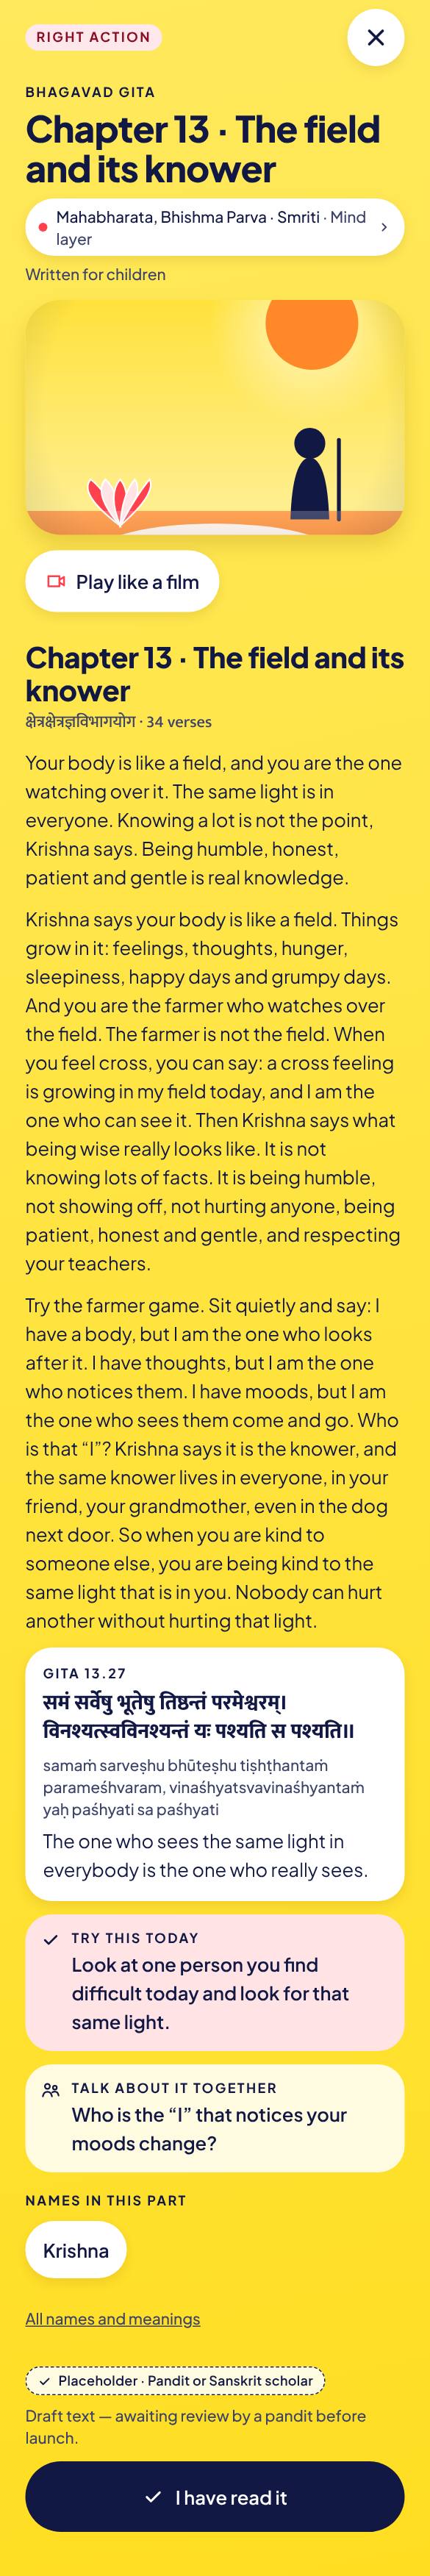 RIGHT ACTION
BHAGAVAD GITA
Chapter 13 · The field
and its knower
Mahabharata, Bhishma Parva · Smriti · Mind
layer
Written for children
Play like a film
Chapter 13 · The field and its
knower
क्षेत्रक्षेत्रज्ञविभागयोग · 34 verses
Your body is like a field, and you are the one
watching over it. The same light is in
everyone. Knowing a lot is not the point,
Krishna says. Being humble, honest,
patient and gentle is real knowledge.
Krishna says your body is like a field. Things
grow in it: feelings, thoughts, hunger,
sleepiness, happy days and grumpy days.
And you are the farmer who watches over
the field. The farmer is not the field. When
you feel cross, you can say: a cross feeling
is growing in my field today, and I am the
one who can see it. Then Krishna says what
being wise really looks like. It is not
knowing lots of facts. It is being humble,
not showing off, not hurting anyone, being
patient, honest and gentle, and respecting
your teachers.
Try the farmer game. Sit quietly and say: I
have a body, but I am the one who looks
after it. I have thoughts, but I am the one
who notices them. I have moods, but I am
the one who sees them come and go. Who
is that “I”? Krishna says it is the knower, and
the same knower lives in everyone, in your
friend, your grandmother, even in the dog
next door. So when you are kind to
someone else, you are being kind to the
same light that is in you. Nobody can hurt
another without hurting that light.
GITA 13.27
समं सर्वेषु भूतेषु तिष्ठन्तं परमेश्वरम्।
विनश्यत्स्वविनश्यन्तं यः पश्यति स पश्यति॥
samaṁ sarveṣhu bhūteṣhu tiṣhṭhantaṁ
parameśhvaram, vinaśhyatsvavinaśhyantaṁ
yaḥ paśhyati sa paśhyati
The one who sees the same light in
everybody is the one who really sees.
TRY THIS TODAY
Look at one person you find
difficult today and look for that
same light.
TALK ABOUT IT TOGETHER
Who is the “I” that notices your
moods change?
NAMES IN THIS PART
Krishna
All names and meanings
Placeholder · Pandit or Sanskrit scholar
Draft text — awaiting review by a pandit before
launch.
I have read it